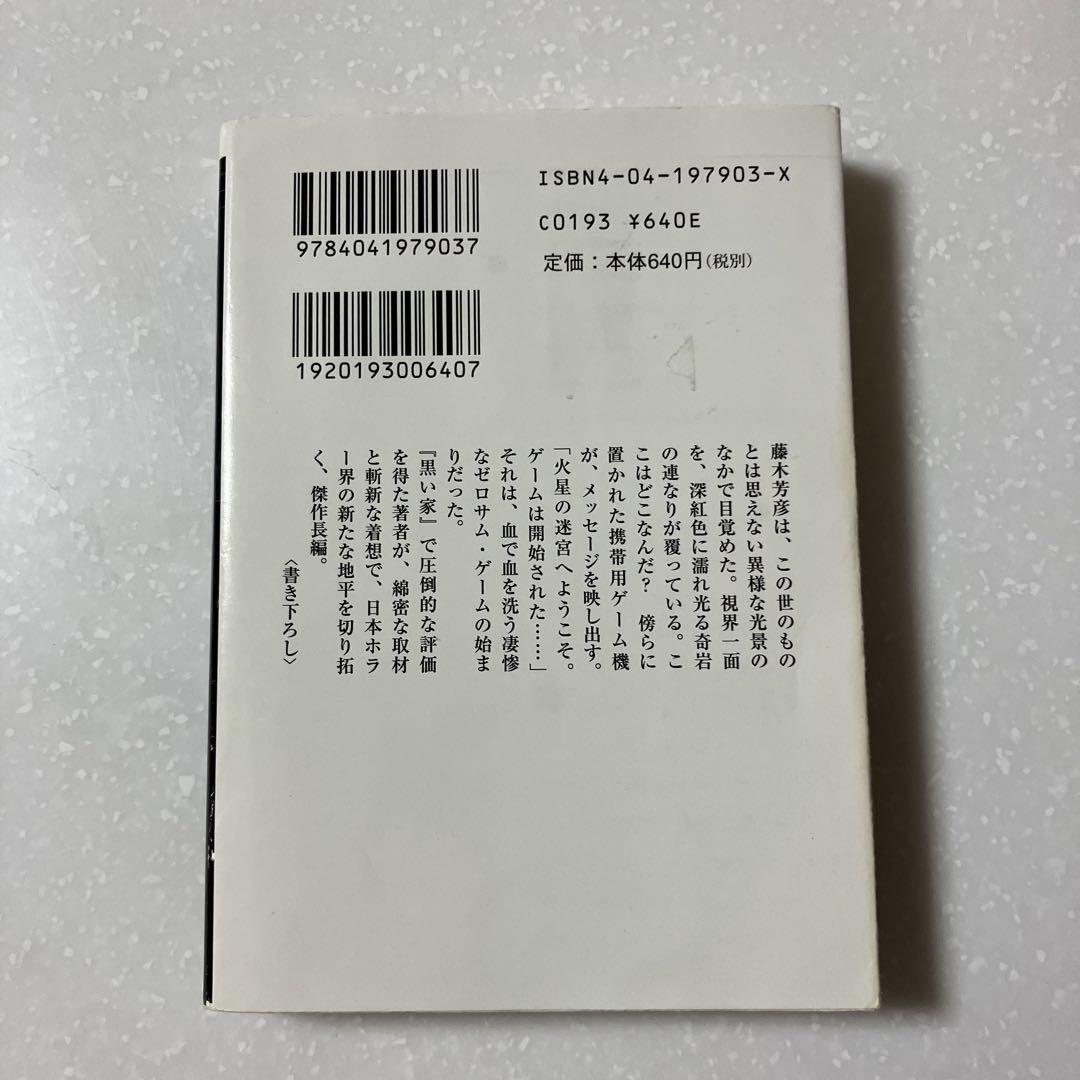 ISBN4-04-197903-X
C0193 ¥640E
定価：本体640円（税別）
9784041979037
1920193006407
藤木芳彦は、この世のもの
とは思えない異様な光景の
なかで目覚めた。視界一面
を、深紅色に濡れ光る奇岩
の連なりが覆っている。こ
こはどこなんだ？　傍らに
置かれた携帯用ゲーム機
が、メッセージを映し出す。
「火星の迷宮へようこそ。
ゲームは開始された……」
それは、血で血を洗う凄惨
なゼロサム・ゲームの始ま
りだった。
『黒い家』で圧倒的な評価
を得た著者が、綿密な取材
と斬新な着想で、日本ホラ
ー界の新たな地平を切り拓
く、傑作長編。
〈書き下ろし〉